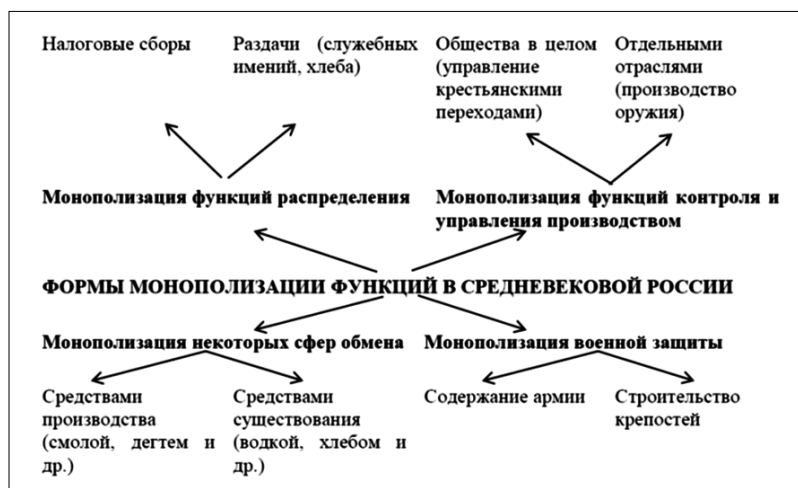 Налоговые сборы
Раздачи (служебных
имений, хлеба)
Общества в целом
(управление
крестьянскими
переходами)
Отдельными
отраслями
(производство
оружия)
Монополизация функций распределения
Монополизация функций контроля и
управления производством
ФОРМЫ МОНОПОЛИЗАЦИИ ФУНКЦИЙ В СРЕДНЕВЕКОВОЙ РОССИИ
Монополизация некоторых сфер обмена
Монополизация военной защиты
Средствами
производства
(смолой, дегтем и
др.)
Средствами
существования
(водкой, хлебом и
др.)
Содержание армии
Строительство
крепостей